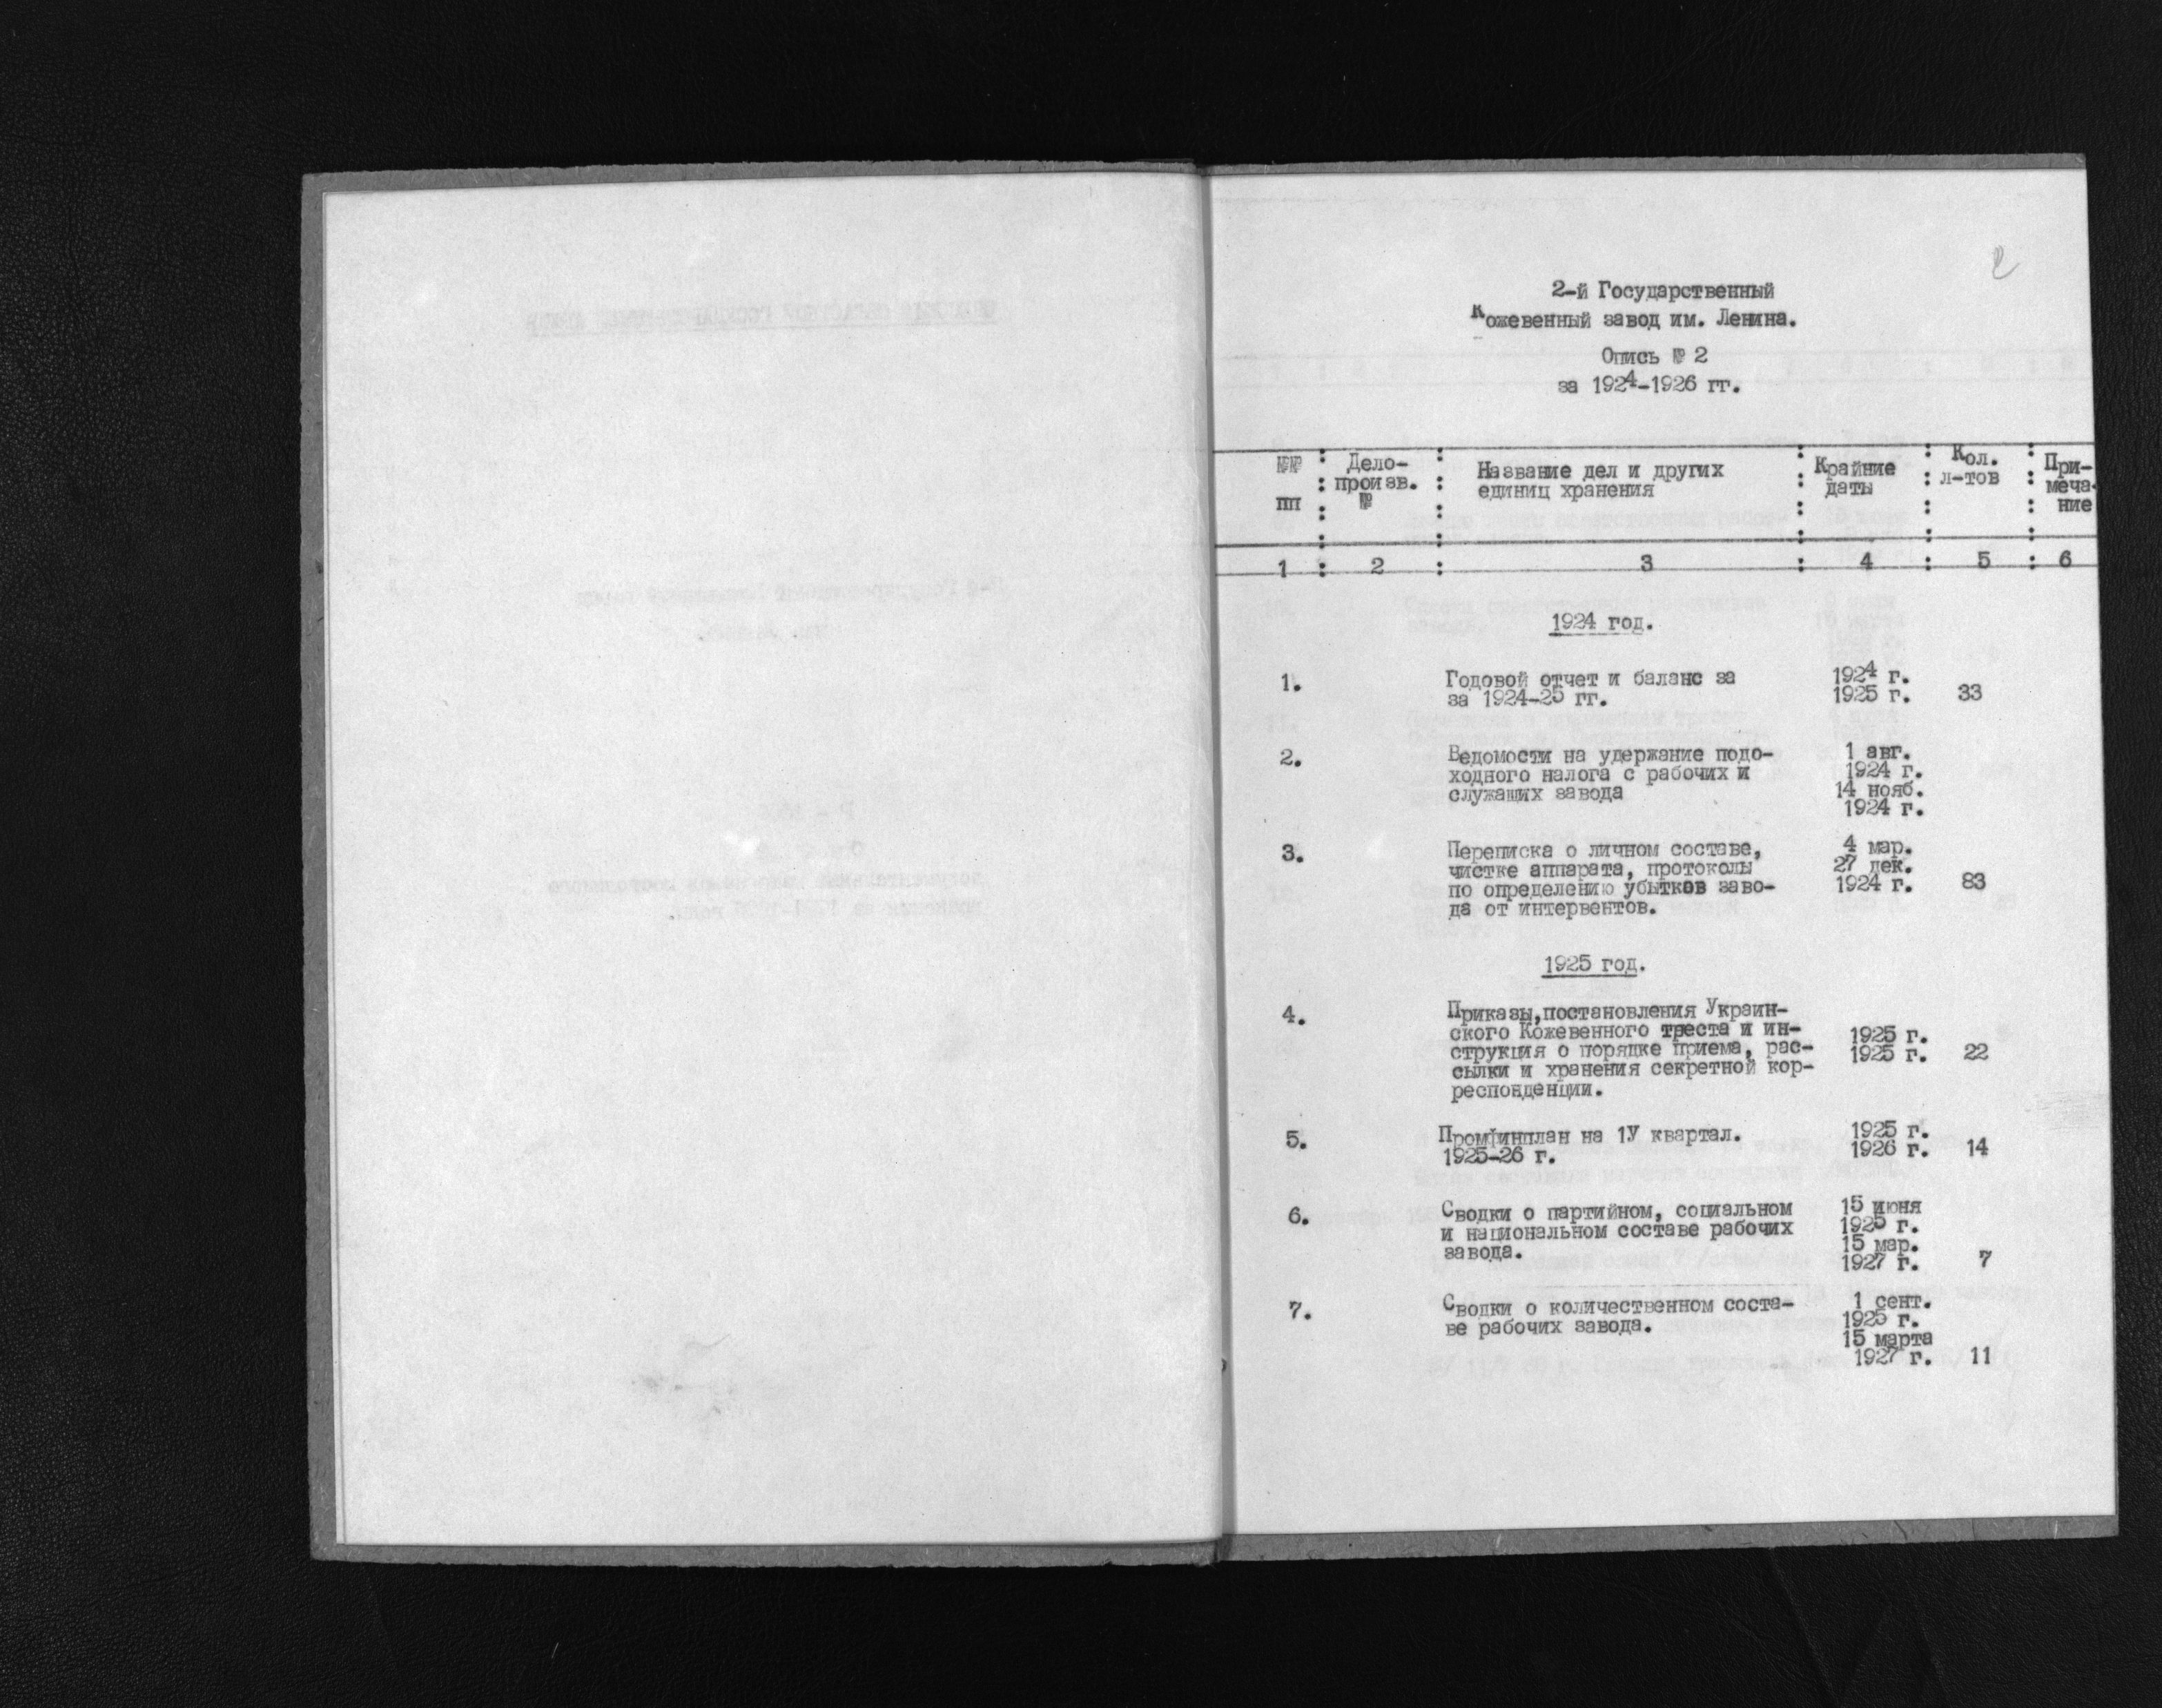 2
2-й Государственный
Кожевенный завод им. Ленина.
Опись № 2
за 1924-1926 гг.
№№ пп : Дело-произв. № : Название дел и других единиц хранения : Крайние даты : Кол. л-тов : При-меча-ние
1 : 2 : 3 : 4 : 5 : 6
1924 год.
1. Годовой отчет и баланс за 1924 г.
за 1924-25 гг. 1925 г. 33
2. Ведомости на удержание подо- 1 авг.
ходного налога с рабочих и 1924 г.
служащих завода 14 нояб.
1924 г.
3. Переписка о личном составе, 4 мар.
чистке аппарата, протоколы 27 дек.
по определению убытков заво- 1924 г. 83
да от интервентов.
1925 год.
4. Приказы,постановления Украин-
ского Кожевенного треста и ин- 1925 г.
струкция о порядке приема, рас- 1925 г. 22
сылки и хранения секретной кор-
респонденции.
5. Промфинплан на 1У квартал. 1925 г.
1925-26 г. 1926 г. 14
6. Сводки о партийном, социальном 15 июня
и национальном составе рабочих 1925 г.
завода. 15 мар.
1927 г. 7
7. Сводки о количественном соста- 1 сент.
ве рабочих завода. 1925 г.
15 марта
1927 г. 11